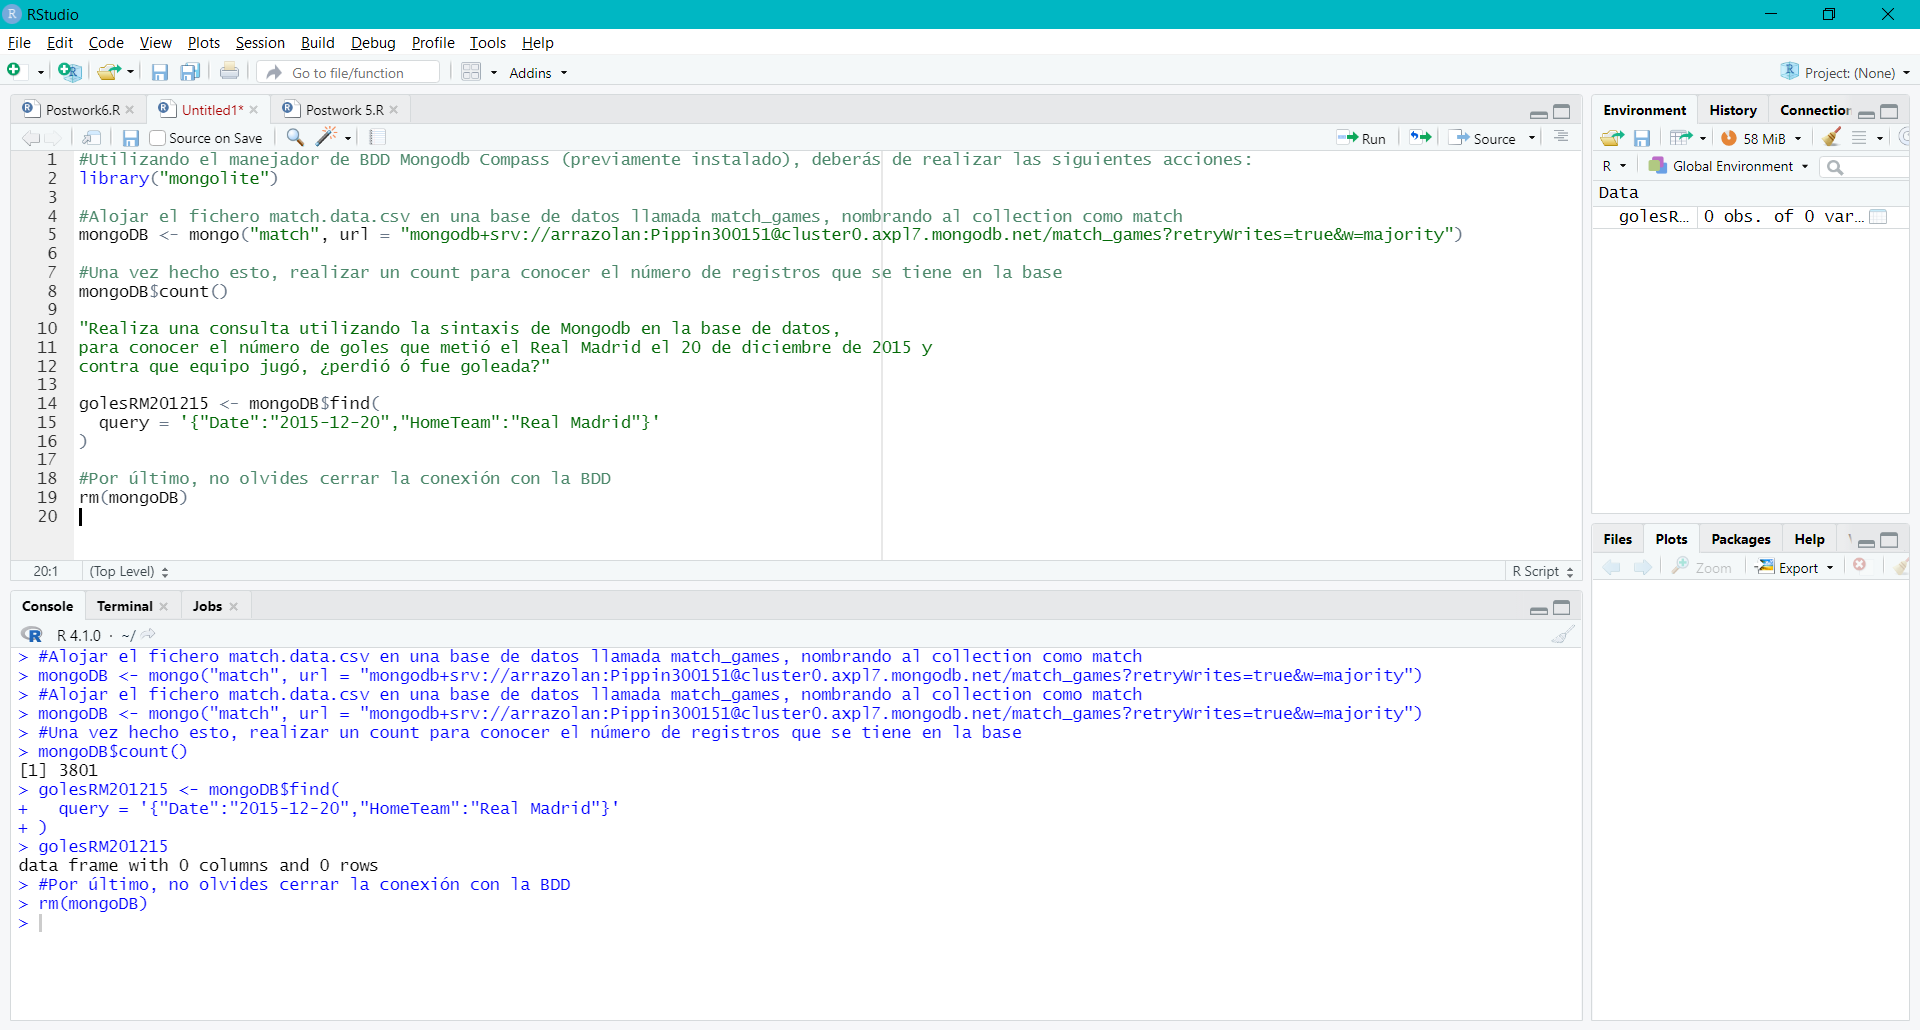 RStudio
File Edit Code View Plots Session Build Debug Profile Tools Help
Go to file/function Addins Project: (None)
Postwork6.R Untitled1* Postwork 5.R
Source on Save Run Source
1 #Utilizando el manejador de BDD Mongodb Compass (previamente instalado), deberás de realizar las siguientes acciones:
2 library("mongolite")
3
4 #Alojar el fichero match.data.csv en una base de datos llamada match_games, nombrando al collection como match
5 mongoDB <- mongo("match", url = "mongodb+srv://arrazolan:Pippin300151@cluster0.axpl7.mongodb.net/match_games?retryWrites=true&w=majority")
6
7 #Una vez hecho esto, realizar un count para conocer el número de registros que se tiene en la base
8 mongoDB$count()
9
10 "Realiza una consulta utilizando la sintaxis de Mongodb en la base de datos,
11 para conocer el número de goles que metió el Real Madrid el 20 de diciembre de 2015 y
12 contra que equipo jugó, ¿perdió ó fue goleada?"
13
14 golesRM201215 <- mongoDB$find(
15 query = '{"Date":"2015-12-20","HomeTeam":"Real Madrid"}'
16 )
17
18 #Por último, no olvides cerrar la conexión con la BDD
19 rm(mongoDB)
20
20:1 (Top Level) R Script
Console Terminal Jobs
R R 4.1.0 · ~/
> #Alojar el fichero match.data.csv en una base de datos llamada match_games, nombrando al collection como match
> mongoDB <- mongo("match", url = "mongodb+srv://arrazolan:Pippin300151@cluster0.axpl7.mongodb.net/match_games?retryWrites=true&w=majority")
> #Alojar el fichero match.data.csv en una base de datos llamada match_games, nombrando al collection como match
> mongoDB <- mongo("match", url = "mongodb+srv://arrazolan:Pippin300151@cluster0.axpl7.mongodb.net/match_games?retryWrites=true&w=majority")
> #Una vez hecho esto, realizar un count para conocer el número de registros que se tiene en la base
> mongoDB$count()
[1] 3801
> golesRM201215 <- mongoDB$find(
+ query = '{"Date":"2015-12-20","HomeTeam":"Real Madrid"}'
+ )
> golesRM201215
data frame with 0 columns and 0 rows
> #Por último, no olvides cerrar la conexión con la BDD
> rm(mongoDB)
>
Environment History Connection
58 MiB
R Global Environment
Data
golesR… 0 obs. of 0 var…
Files Plots Packages Help
Zoom Export